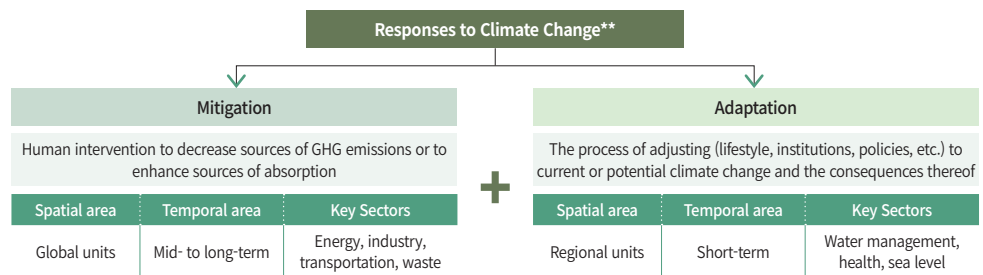 Responses to Climate Change**
Mitigation
Human intervention to decrease sources of GHG emissions or to
enhance sources of absorption
Spatial area
Temporal area
Key Sectors
Global units
Mid- to long-term
Energy, industry,
transportation, waste
+
Adaptation
The process of adjusting (lifestyle, institutions, policies, etc.) to
current or potential climate change and the consequences thereof
Spatial area
Temporal area
Key Sectors
Regional units
Short-term
Water management,
health, sea level